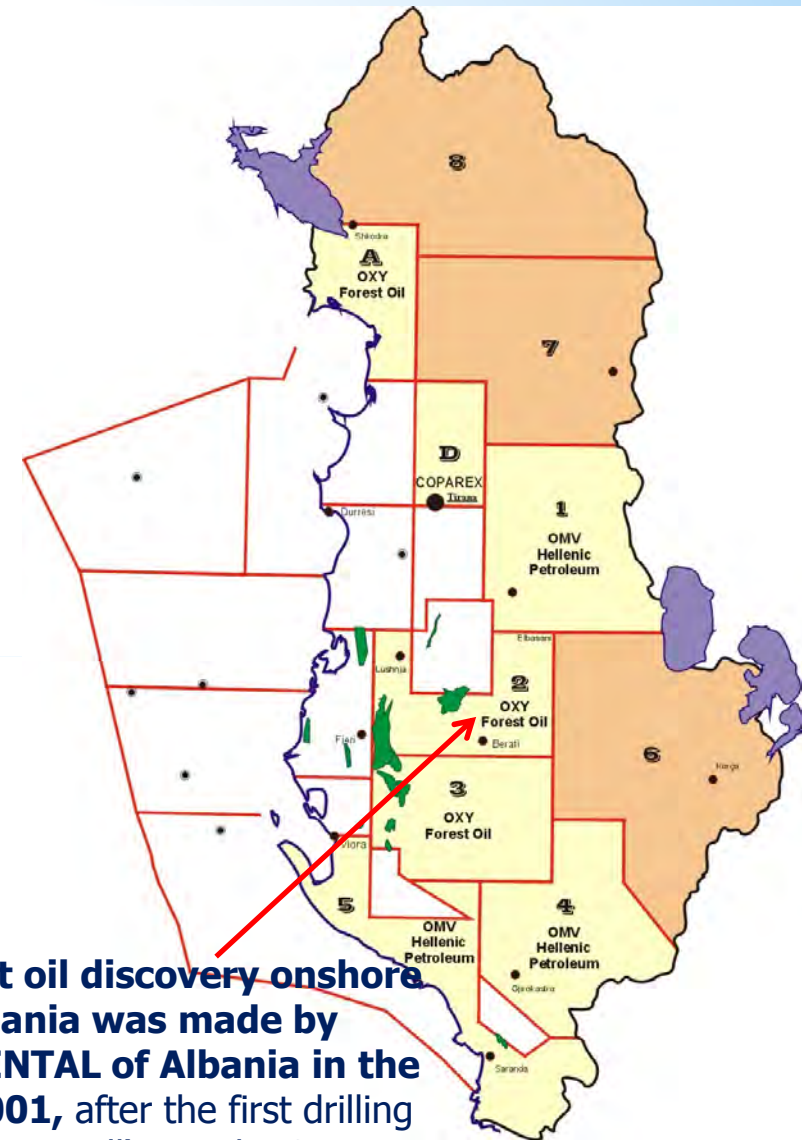 8
Shkodra
A
OXY
Forest Oil
7
D
COPAREX
Tirana
Durrësi
1
OMV
Hellenic
Petroleum
Elbasani
Lushnja
2
OXY
Forest Oil
Fieri
Berati
6
Korça
3
OXY
Forest Oil
Vlora
5
OMV
Hellenic
Petroleum
4
OMV
Hellenic
Petroleum
Gjirokastra
Saranda
t oil discovery onshore
ania was made by
ENTAL of Albania in the
001, after the first drilling